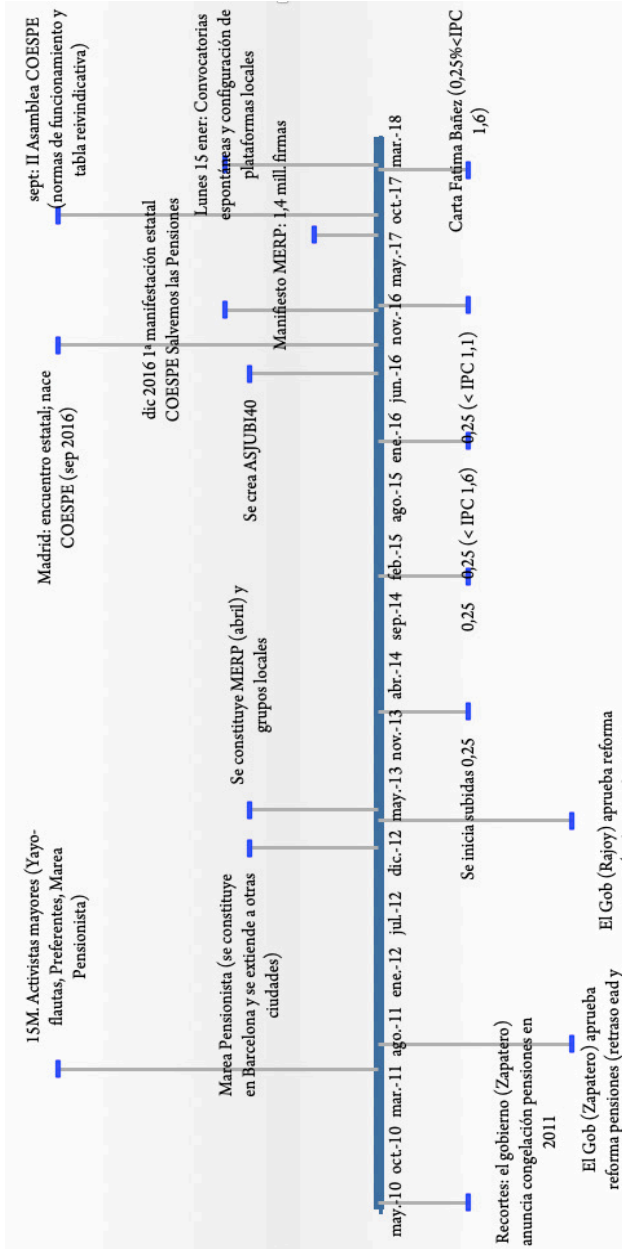 15M. Activistas mayores (Yayo-
flautas, Preferentes, Marea
Pensionista)
Madrid: encuentro estatal; nace
COESPE (sep 2016)
sept: II Asamblea COESPE
(normas de funcionamiento y
tabla reivindicativa)
dic 2016 1ª manifestación estatal
COESPE Salvemos las Pensiones
Lunes 15 ener: Convocatorias
espontáneas y configuración de
plataformas locales
Marea Pensionista (se constituye
en Barcelona y se extiende a otras
ciudades)
Se constituye MERP (abril) y
grupos locales
Se crea ASJUBI40
Manifiesto MERP: 1,4 mill. firmas
may.-10
oct.-10
mar.-11
ago.-11
ene.-12
jul.-12
dic.-12
may.-13
nov.-13
abr.-14
sep.-14
feb.-15
ago.-15
ene.-16
jun.-16
nov.-16
may.-17
oct.-17
mar.-18
Recortes: el gobierno (Zapatero)
anuncia congelación pensiones en
2011
Se inicia subidas 0,25
0,25
0,25 (< IPC 1,6)
0,25 (< IPC 1,1)
Carta Fatima Bañez (0,25%<IPC
1,6)
El Gob (Zapatero) aprueba
reforma pensiones (retraso ead y
El Gob (Rajoy) aprueba reforma